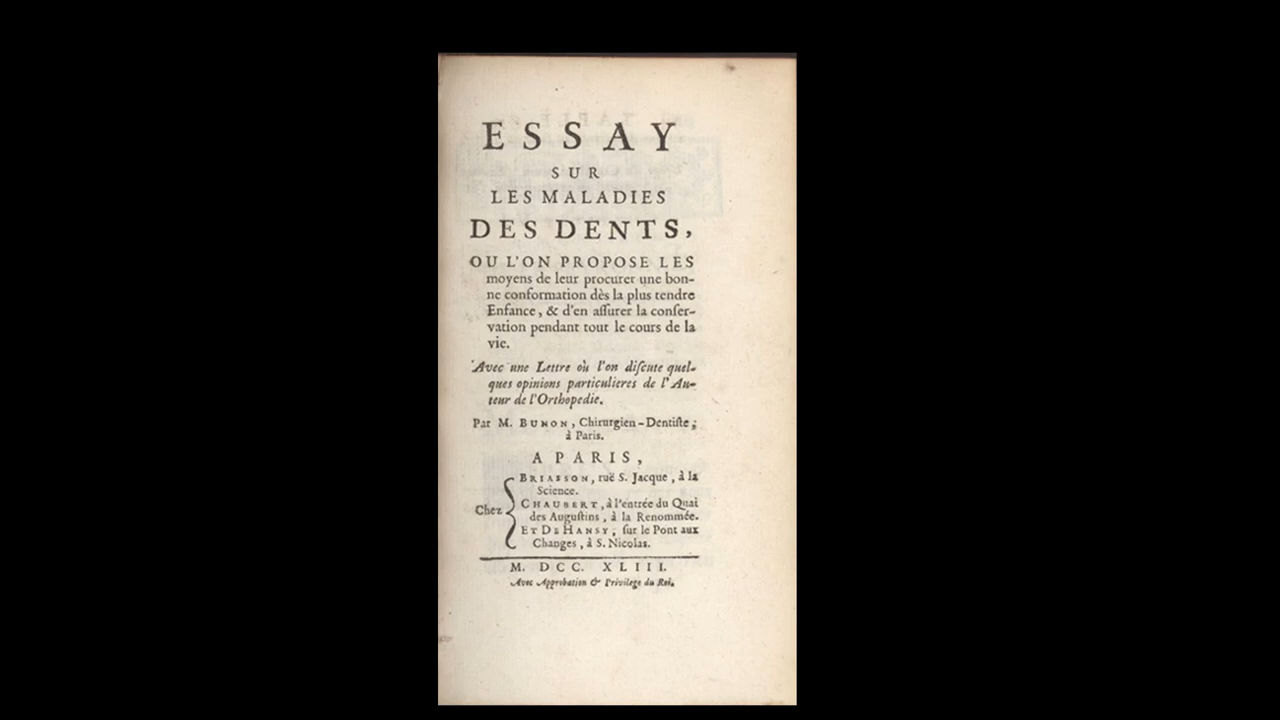 ESSAY
SUR
LES MALADIES
DES DENTS,
OU L'ON PROPOSE LES
moyens de leur procurer une bon-
ne conformation dès la plus tendre
Enfance, & d'en assurer la conser-
vation pendant tout le cours de la
vie.
Avec une Lettre où l'on discute quel-
ques opinions particulieres de l'Au-
teur de l'Orthopedie.
Par M. BUNON, Chirurgien-Dentiste,
à Paris.
A PARIS,
BRIASSON, ruë S. Jacque, à la
Science.
Chez CHAUBERT, à l'entrée du Quai
des Augustins, à la Renommée.
ET DE HANSY, sur le Pont aux
Changes, à S. Nicolas.
M. DCC. XLIII.
Avec Approbation & Privilege du Roi.